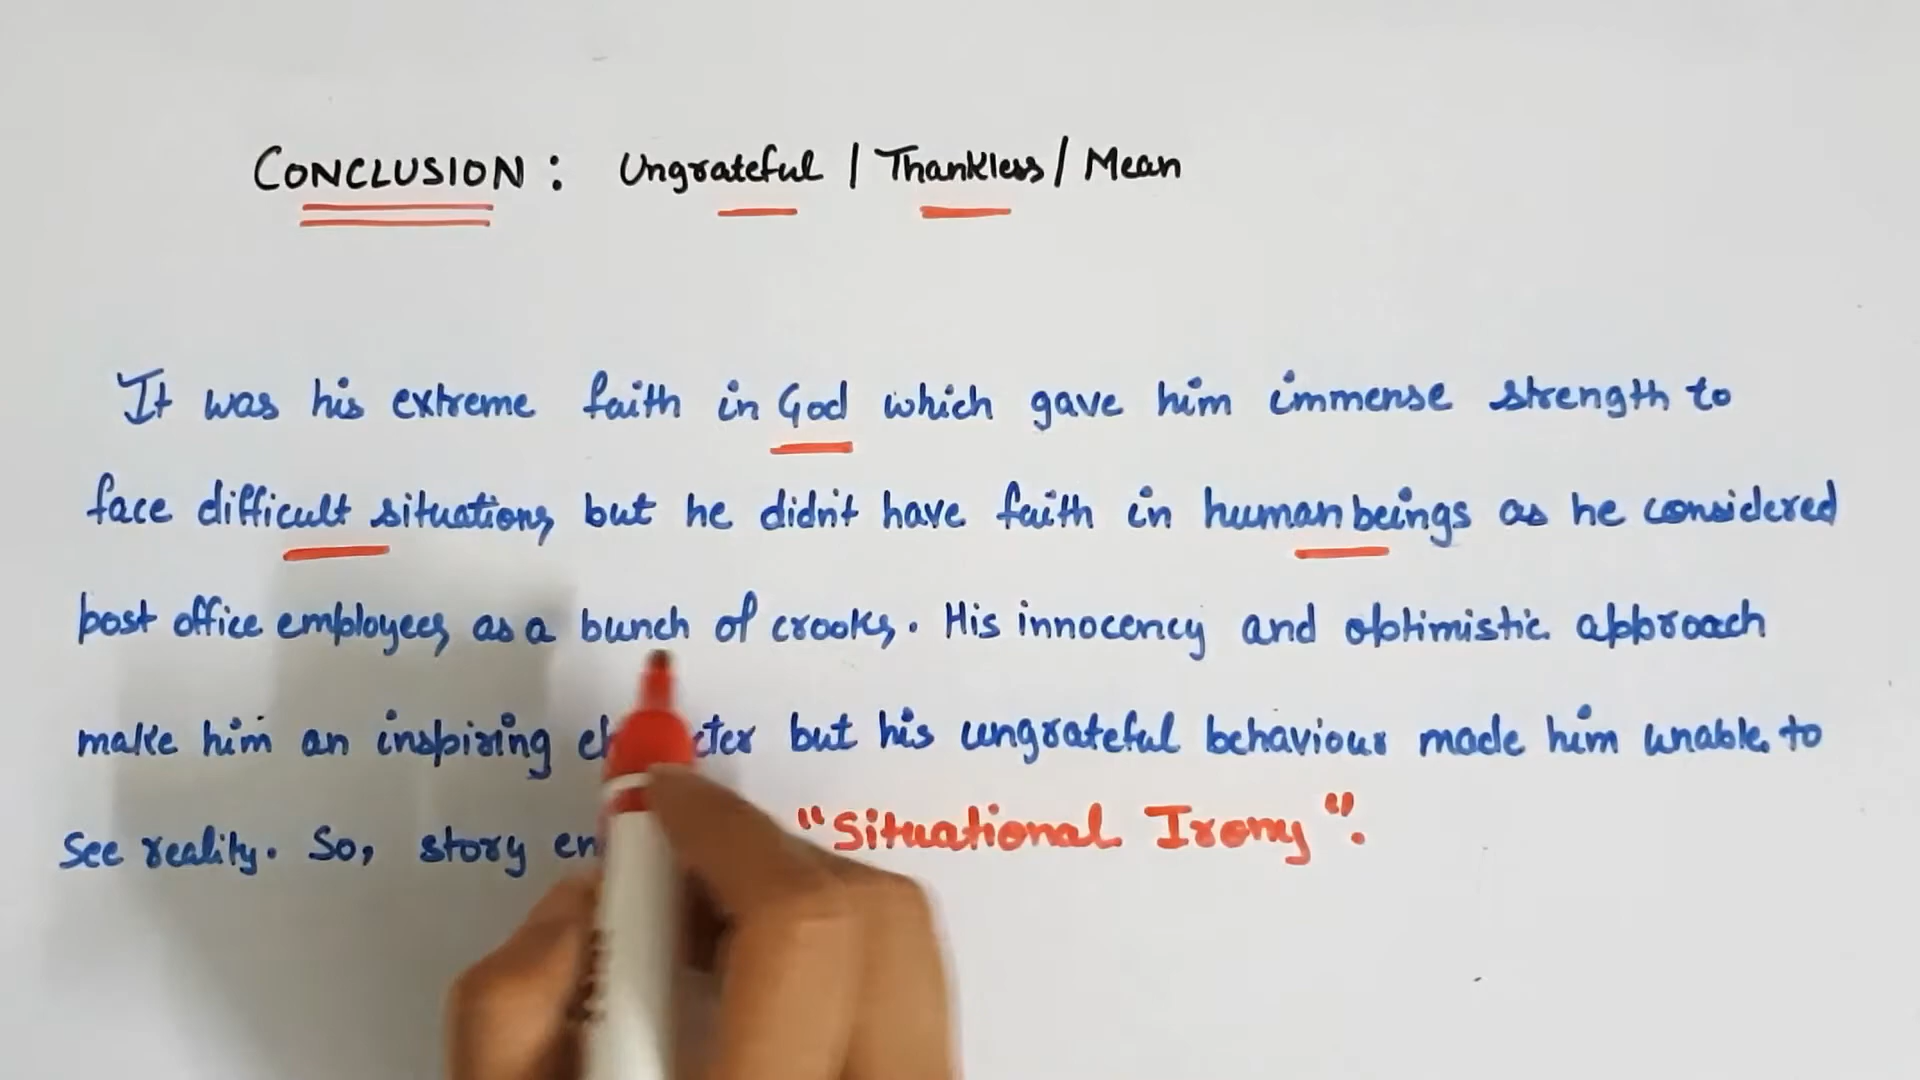 CONCLUSION: Ungrateful / Thankless / Mean
It was his extreme faith in God which gave him immense strength to
face difficult situations, but he didn't have faith in human beings as he considered
post office employees as a bunch of crooks. His innocency and optimistic approach
make him an inspiring but his ungrateful behaviour made him unable to
see reality. So, story "Situational Irony".